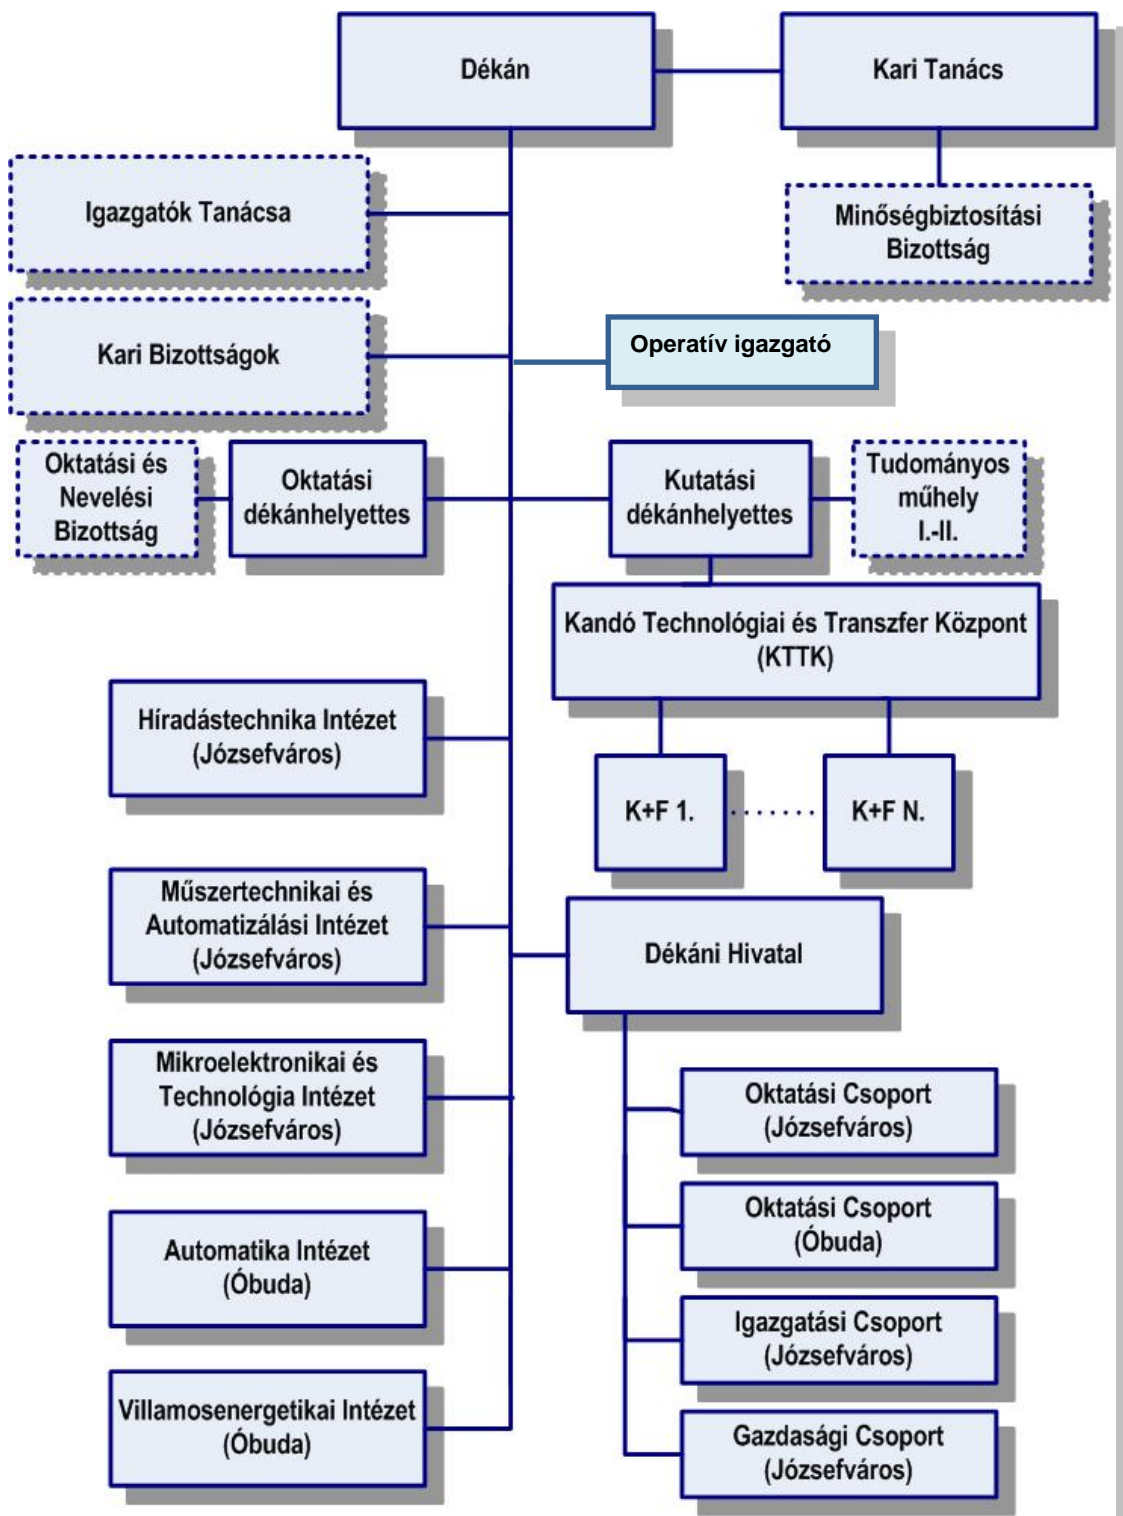 Dékán
Kari Tanács
Igazgatók Tanácsa
Minőségbiztosítási
Bizottság
Kari Bizottságok
Operatív igazgató
Oktatási és
Nevelési
Bizottság
Oktatási
dékánhelyettes
Kutatási
dékánhelyettes
Tudományos
műhely
I.-II.
Kandó Technológiai és Transzfer Központ
(KTTK)
Híradástechnika Intézet
(Józsefváros)
K+F 1.
K+F N.
Műszertechnikai és
Automatizálási Intézet
(Józsefváros)
Dékáni Hivatal
Mikroelektronikai és
Technológia Intézet
(Józsefváros)
Oktatási Csoport
(Józsefváros)
Oktatási Csoport
(Óbuda)
Automatika Intézet
(Óbuda)
Igazgatási Csoport
(Józsefváros)
Villamosenergetikai Intézet
(Óbuda)
Gazdasági Csoport
(Józsefváros)